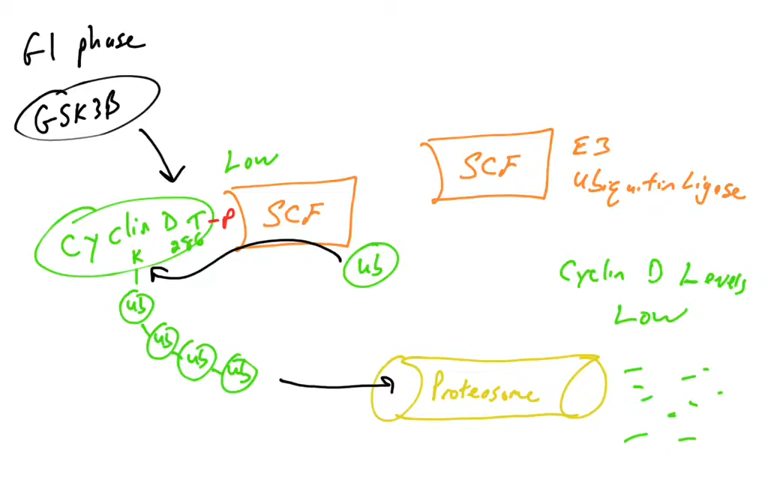 G1 phase
GSK3B
Low
SCF
E3
SCF
Ubiquitin Ligase
Cyclin D T -P
286
K
SCF
ub
Cyclin D Levels
Low
ub
ub
ub
ub
Proteosome